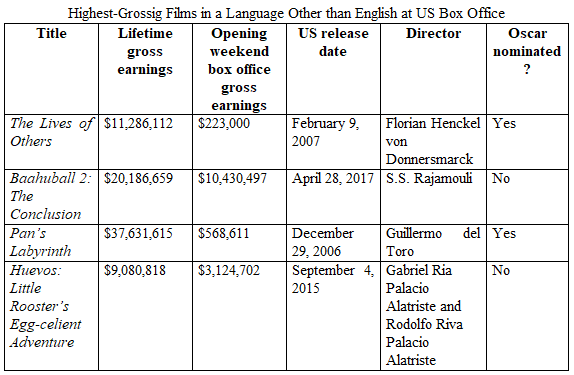 Highest-Grossig Films in a Language Other than English at US Box Office
Title
Lifetime
gross
earnings
Opening
weekend
box office
gross
earnings
US release
date
Director
Oscar
nominated
?
The Lives of
Others
$11,286,112
$223,000
February 9,
2007
Florian Henckel
von
Donnersmarck
Yes
Baahuball 2:
The
Conclusion
$20,186,659
$10,430,497
April 28, 2017
S.S. Rajamouli
No
Pan's
Labyrinth
$37,631,615
$568,611
December
29, 2006
Guillermo del
Toro
Yes
Huevos:
Little
Rooster's
Egg-celient
Adventure
$9,080,818
$3,124,702
September 4,
2015
Gabriel Ria
Palacio
Alatriste and
Rodolfo Riva
Palacio
Alatriste
No